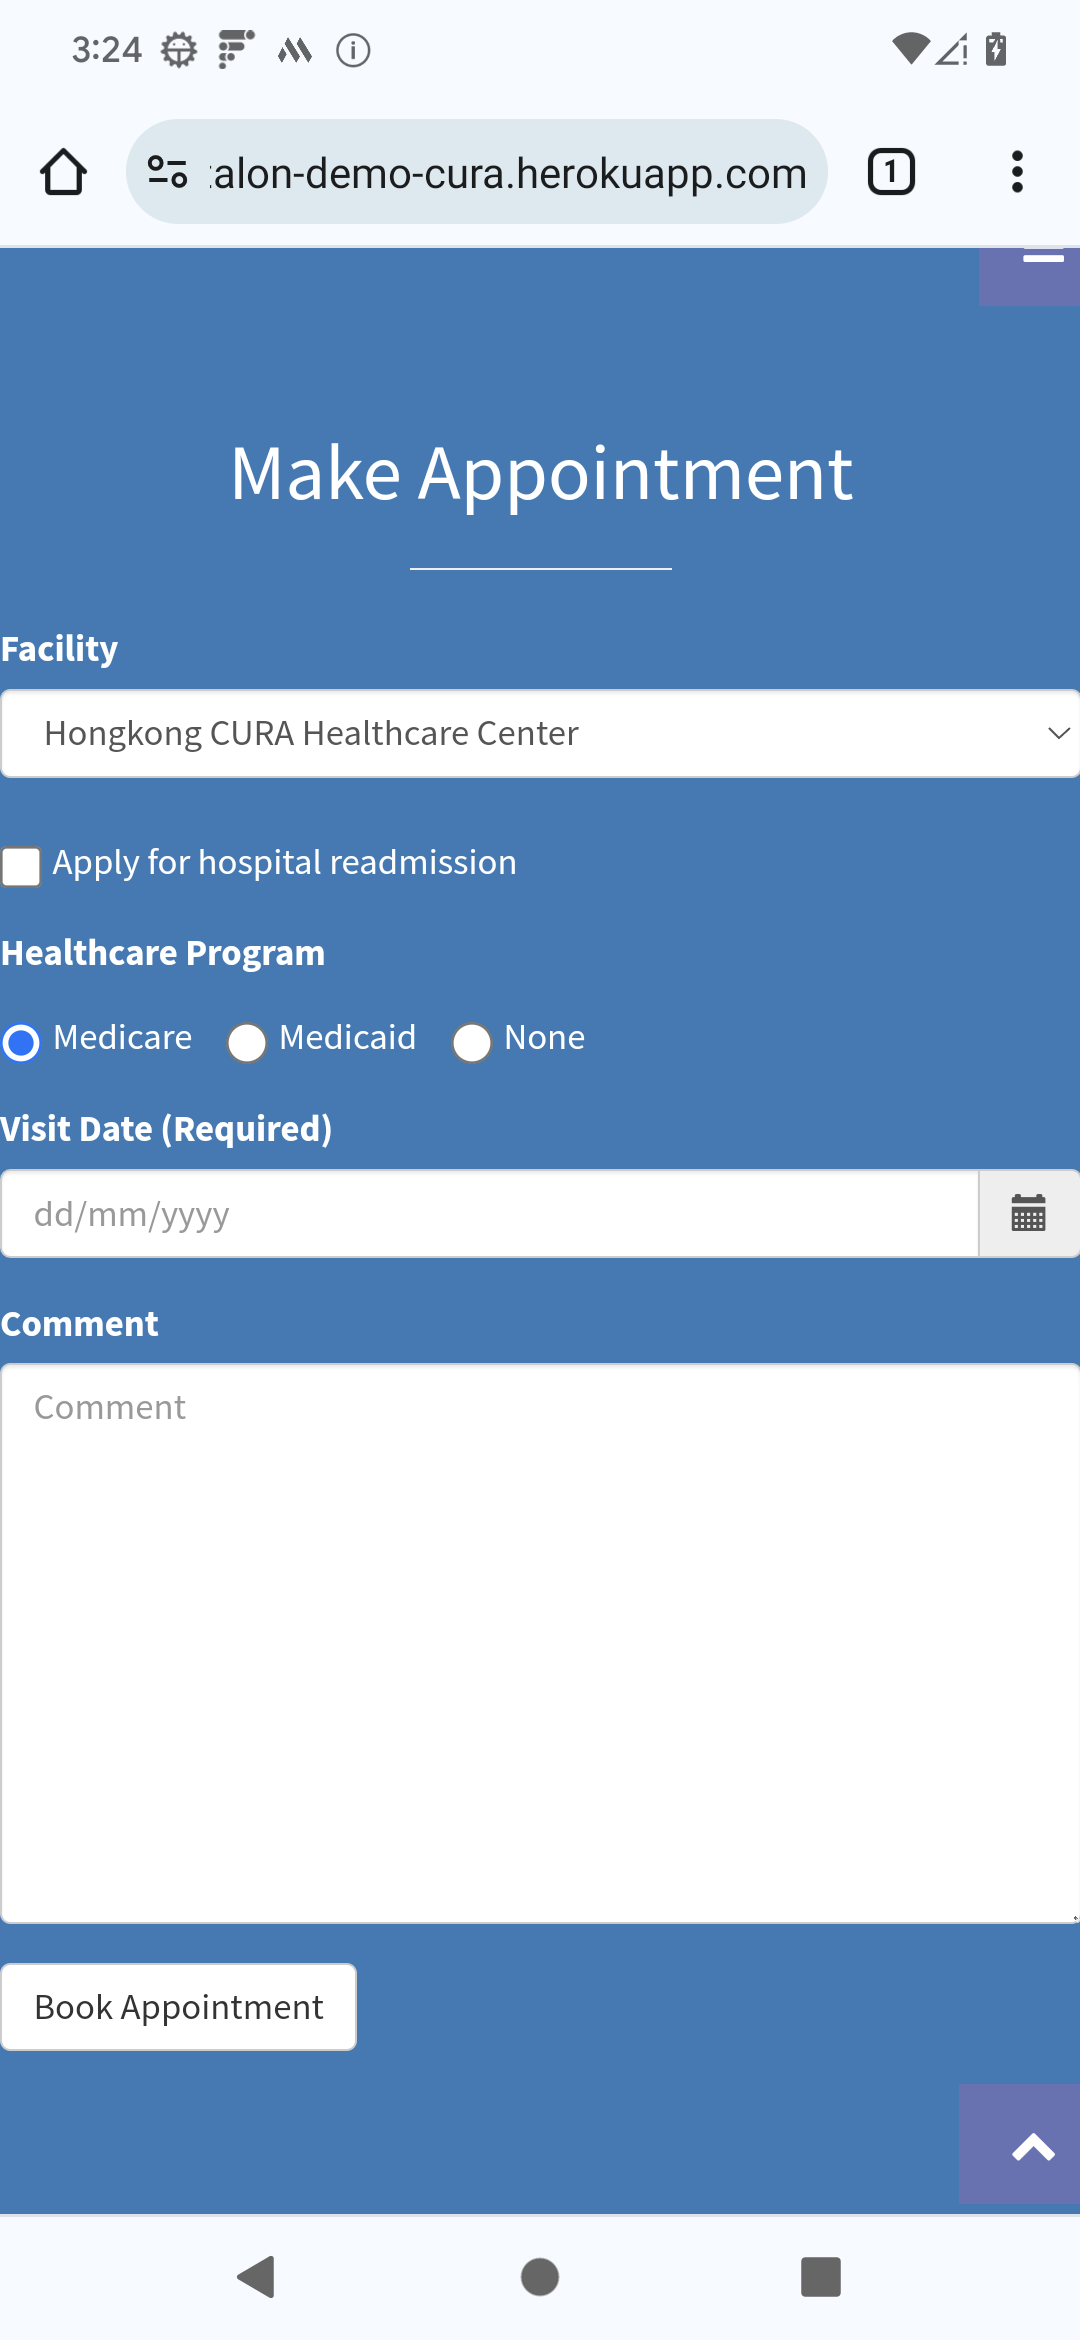 3:24
alon-demo-cura.herokuapp.com
1
Make Appointment
Facility
Hongkong CURA Healthcare Center
Apply for hospital readmission
Healthcare Program
Medicare Medicaid None
Visit Date (Required)
dd/mm/yyyy
Comment
Comment
Book Appointment